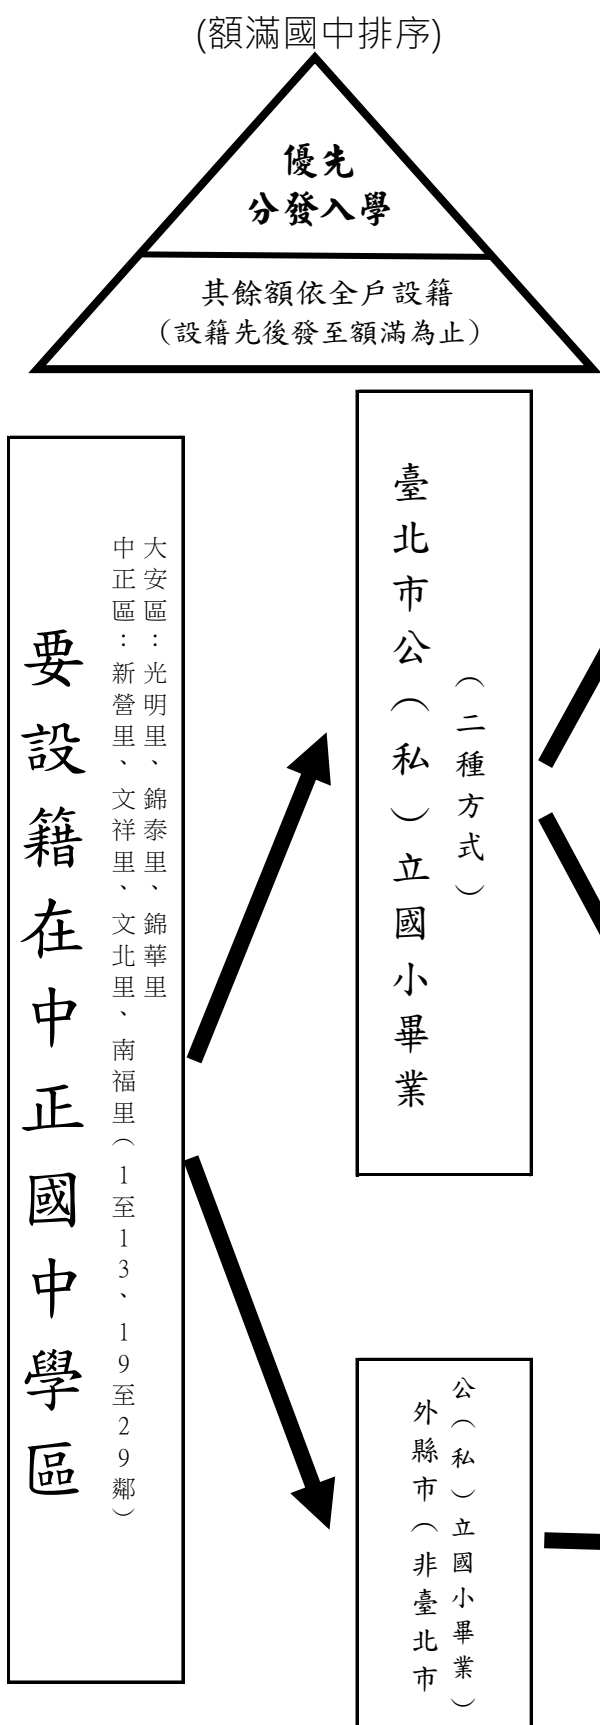 (額滿國中排序)
優先
分發入學
其餘額依全戶設籍
（設籍先後發至額滿為止）
要設籍在中正國中學區
大安區：光明里、錦泰里、錦華里
中正區：新營里、文祥里、文北里、南福里（1至13、19至29鄰）
臺北市公（私）立國小畢業
（二種方式）
外縣市（非臺北市
公（私）立國小畢業）